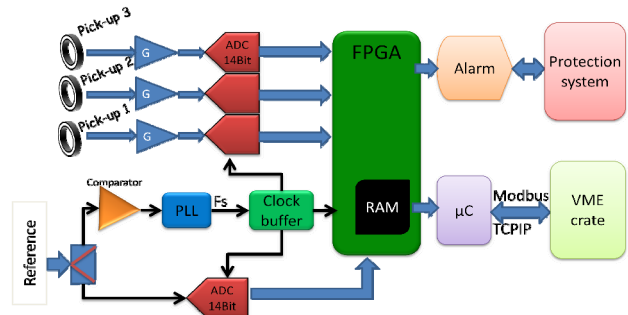 Pick-up 3
G
ADC
14Bit
Pick-up 2
G
Pick-up 1
G
FPGA
RAM
Alarm
Protection
system
Comparator
PLL
Fs
Clock
buffer
µC
Modbus
TCPIP
VME
crate
Reference
ADC
14Bit